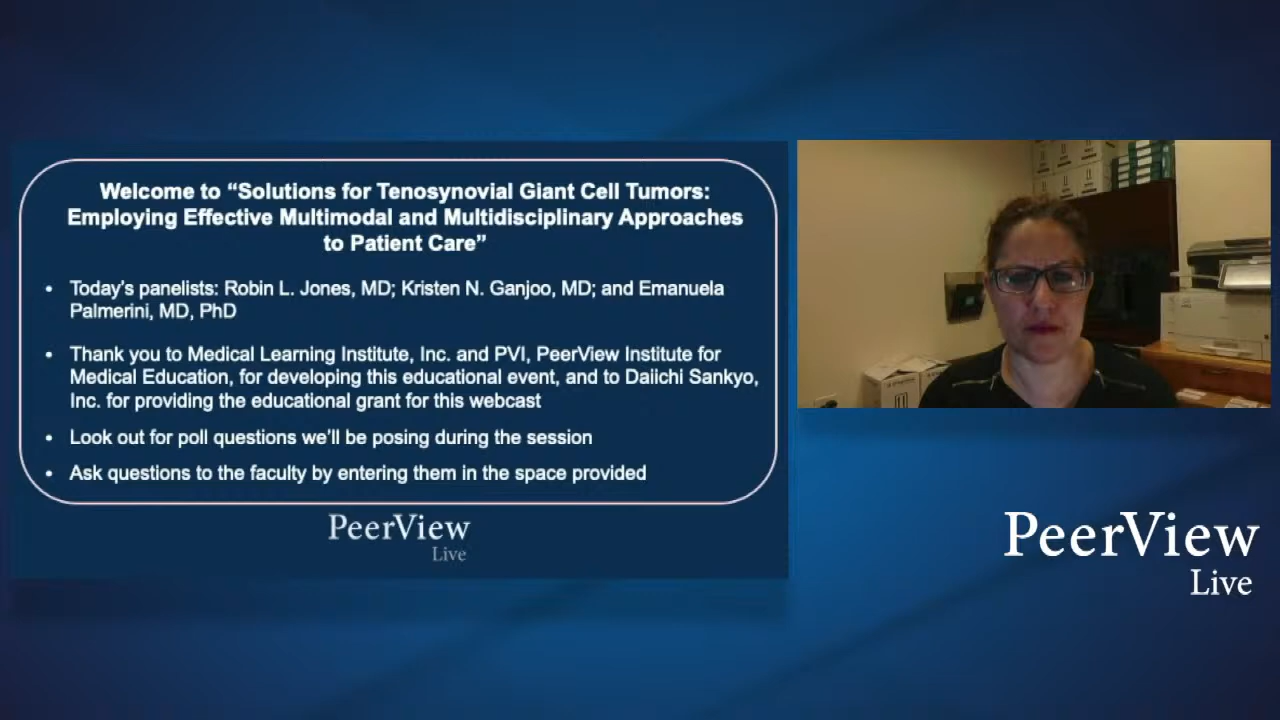 Welcome to “Solutions for Tenosynovial Giant Cell Tumors:
Employing Effective Multimodal and Multidisciplinary Approaches
to Patient Care”
• Today’s panelists: Robin L. Jones, MD; Kristen N. Ganjoo, MD; and Emanuela
Palmerini, MD, PhD
• Thank you to Medical Learning Institute, Inc. and PVI, PeerView Institute for
Medical Education, for developing this educational event, and to Daiichi Sankyo,
Inc. for providing the educational grant for this webcast
• Look out for poll questions we’ll be posing during the session
• Ask questions to the faculty by entering them in the space provided
PeerView
Live
PeerView
Live